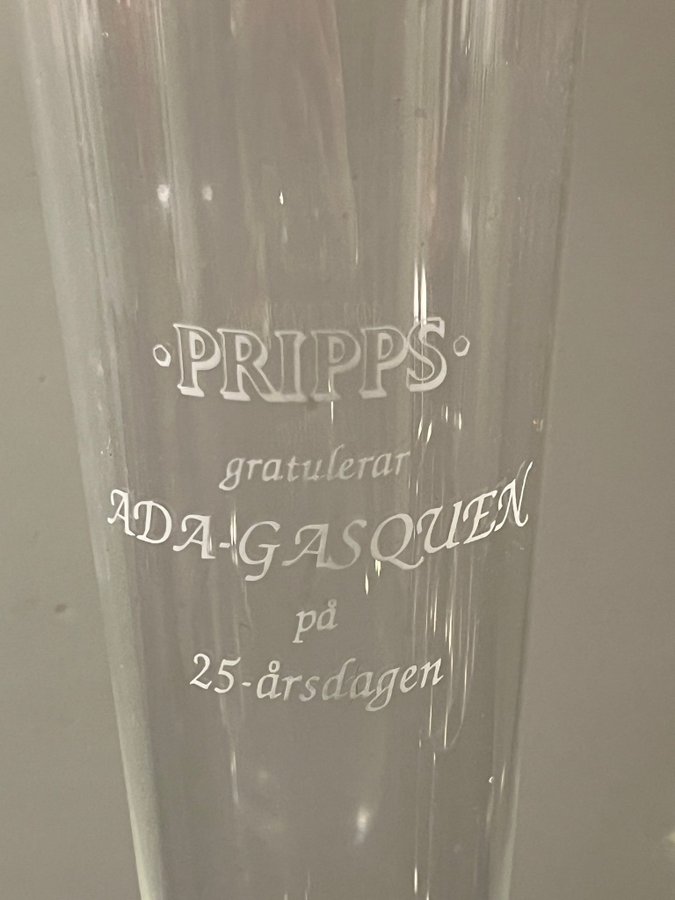 ·PRIPPS·
gratulerar
ADA-GASQUEN
på
25-årsdagen